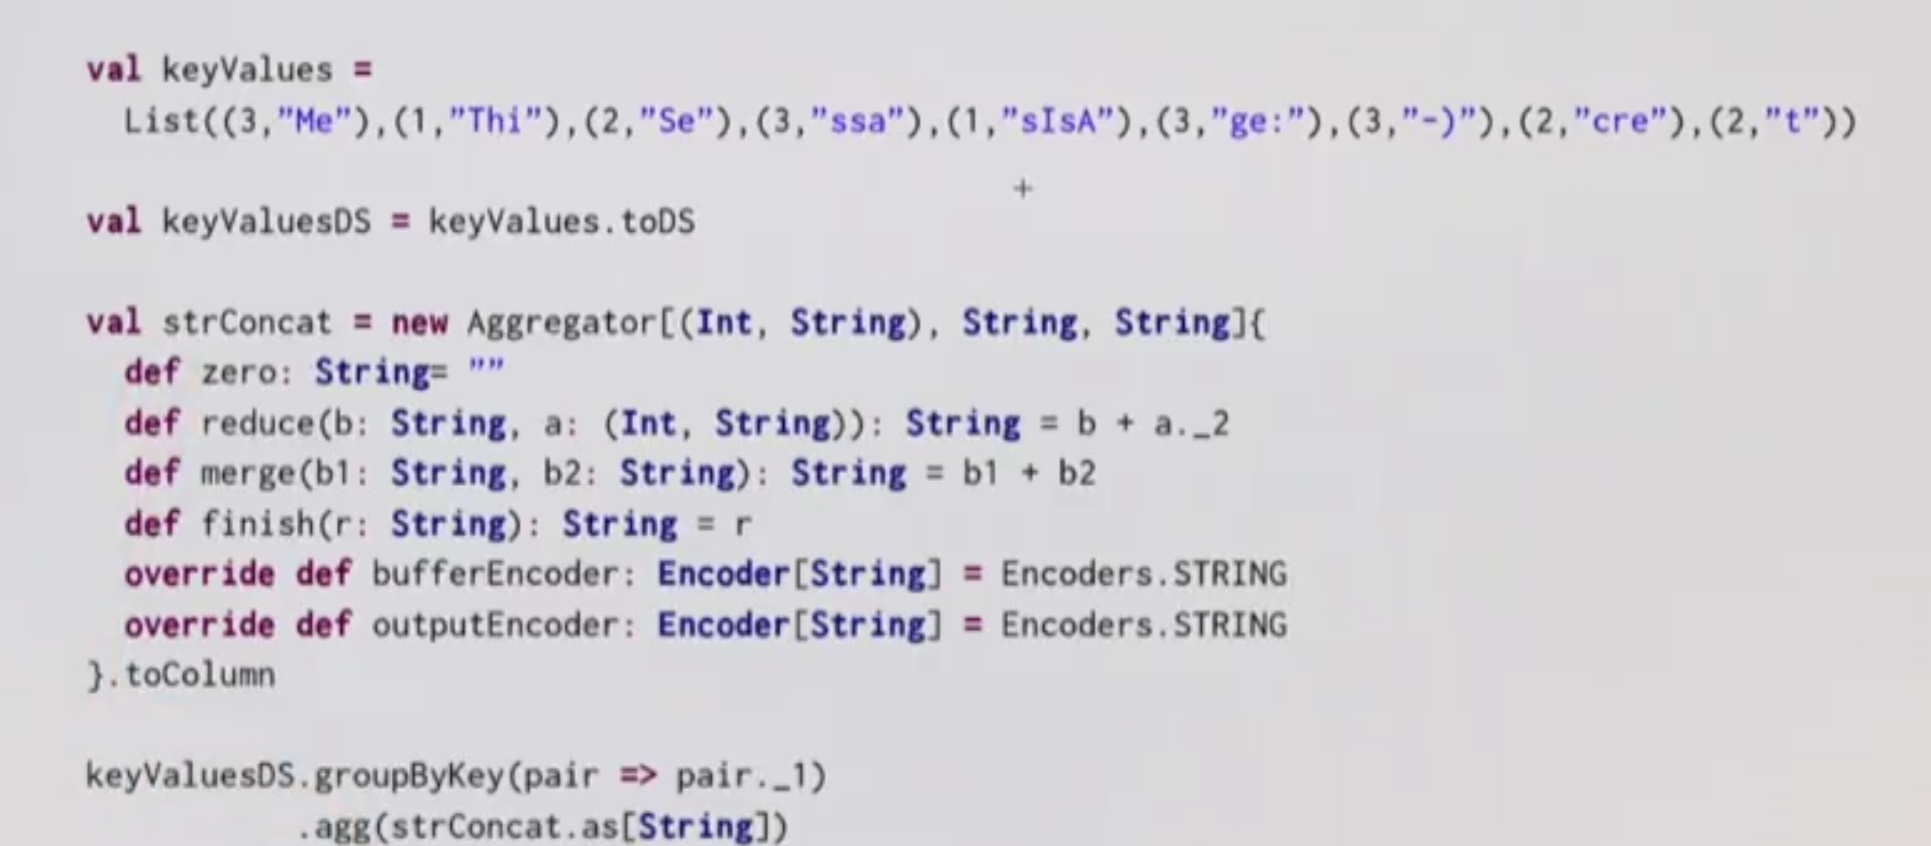 val keyValues =
  List((3,"Me"),(1,"Thi"),(2,"Se"),(3,"ssa"),(1,"sIsA"),(3,"ge:"),(3,"-)"),(2,"cre"),(2,"t"))
val keyValuesDS = keyValues.toDS
val strConcat = new Aggregator[(Int, String), String, String]{
  def zero: String= ""
  def reduce(b: String, a: (Int, String)): String = b + a._2
  def merge(b1: String, b2: String): String = b1 + b2
  def finish(r: String): String = r
  override def bufferEncoder: Encoder[String] = Encoders.STRING
  override def outputEncoder: Encoder[String] = Encoders.STRING
}.toColumn
keyValuesDS.groupByKey(pair => pair._1)
           .agg(strConcat.as[String])